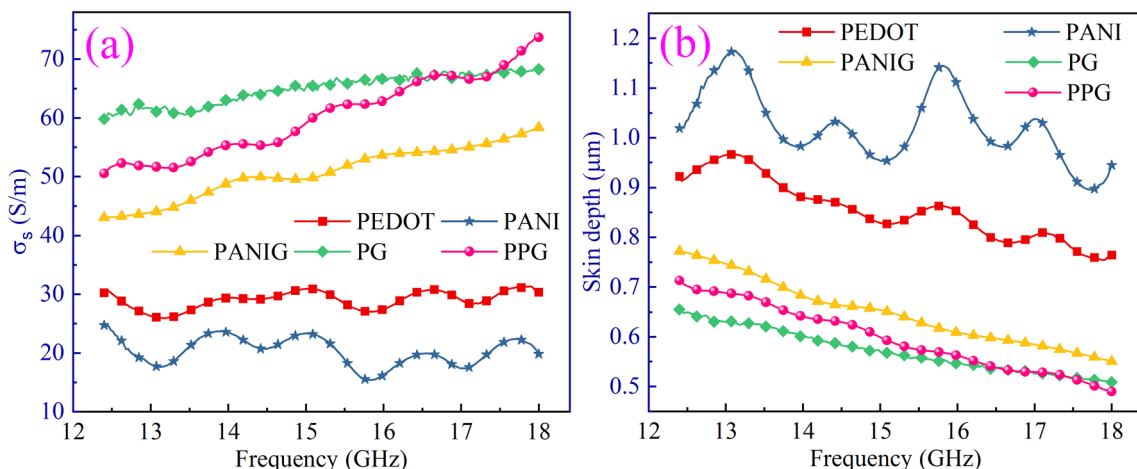 (a)
80
70
60
50
40
30
20
10
σs (S/m)
PEDOT PANI
PANIG PG PPG
12 13 14 15 16 17 18
Frequency (GHz)
(b)
1.2
1.1
1.0
0.9
0.8
0.7
0.6
0.5
Skin depth (μm)
PEDOT PANI
PANIG PG
PPG
12 13 14 15 16 17 18
Frequency (GHz)